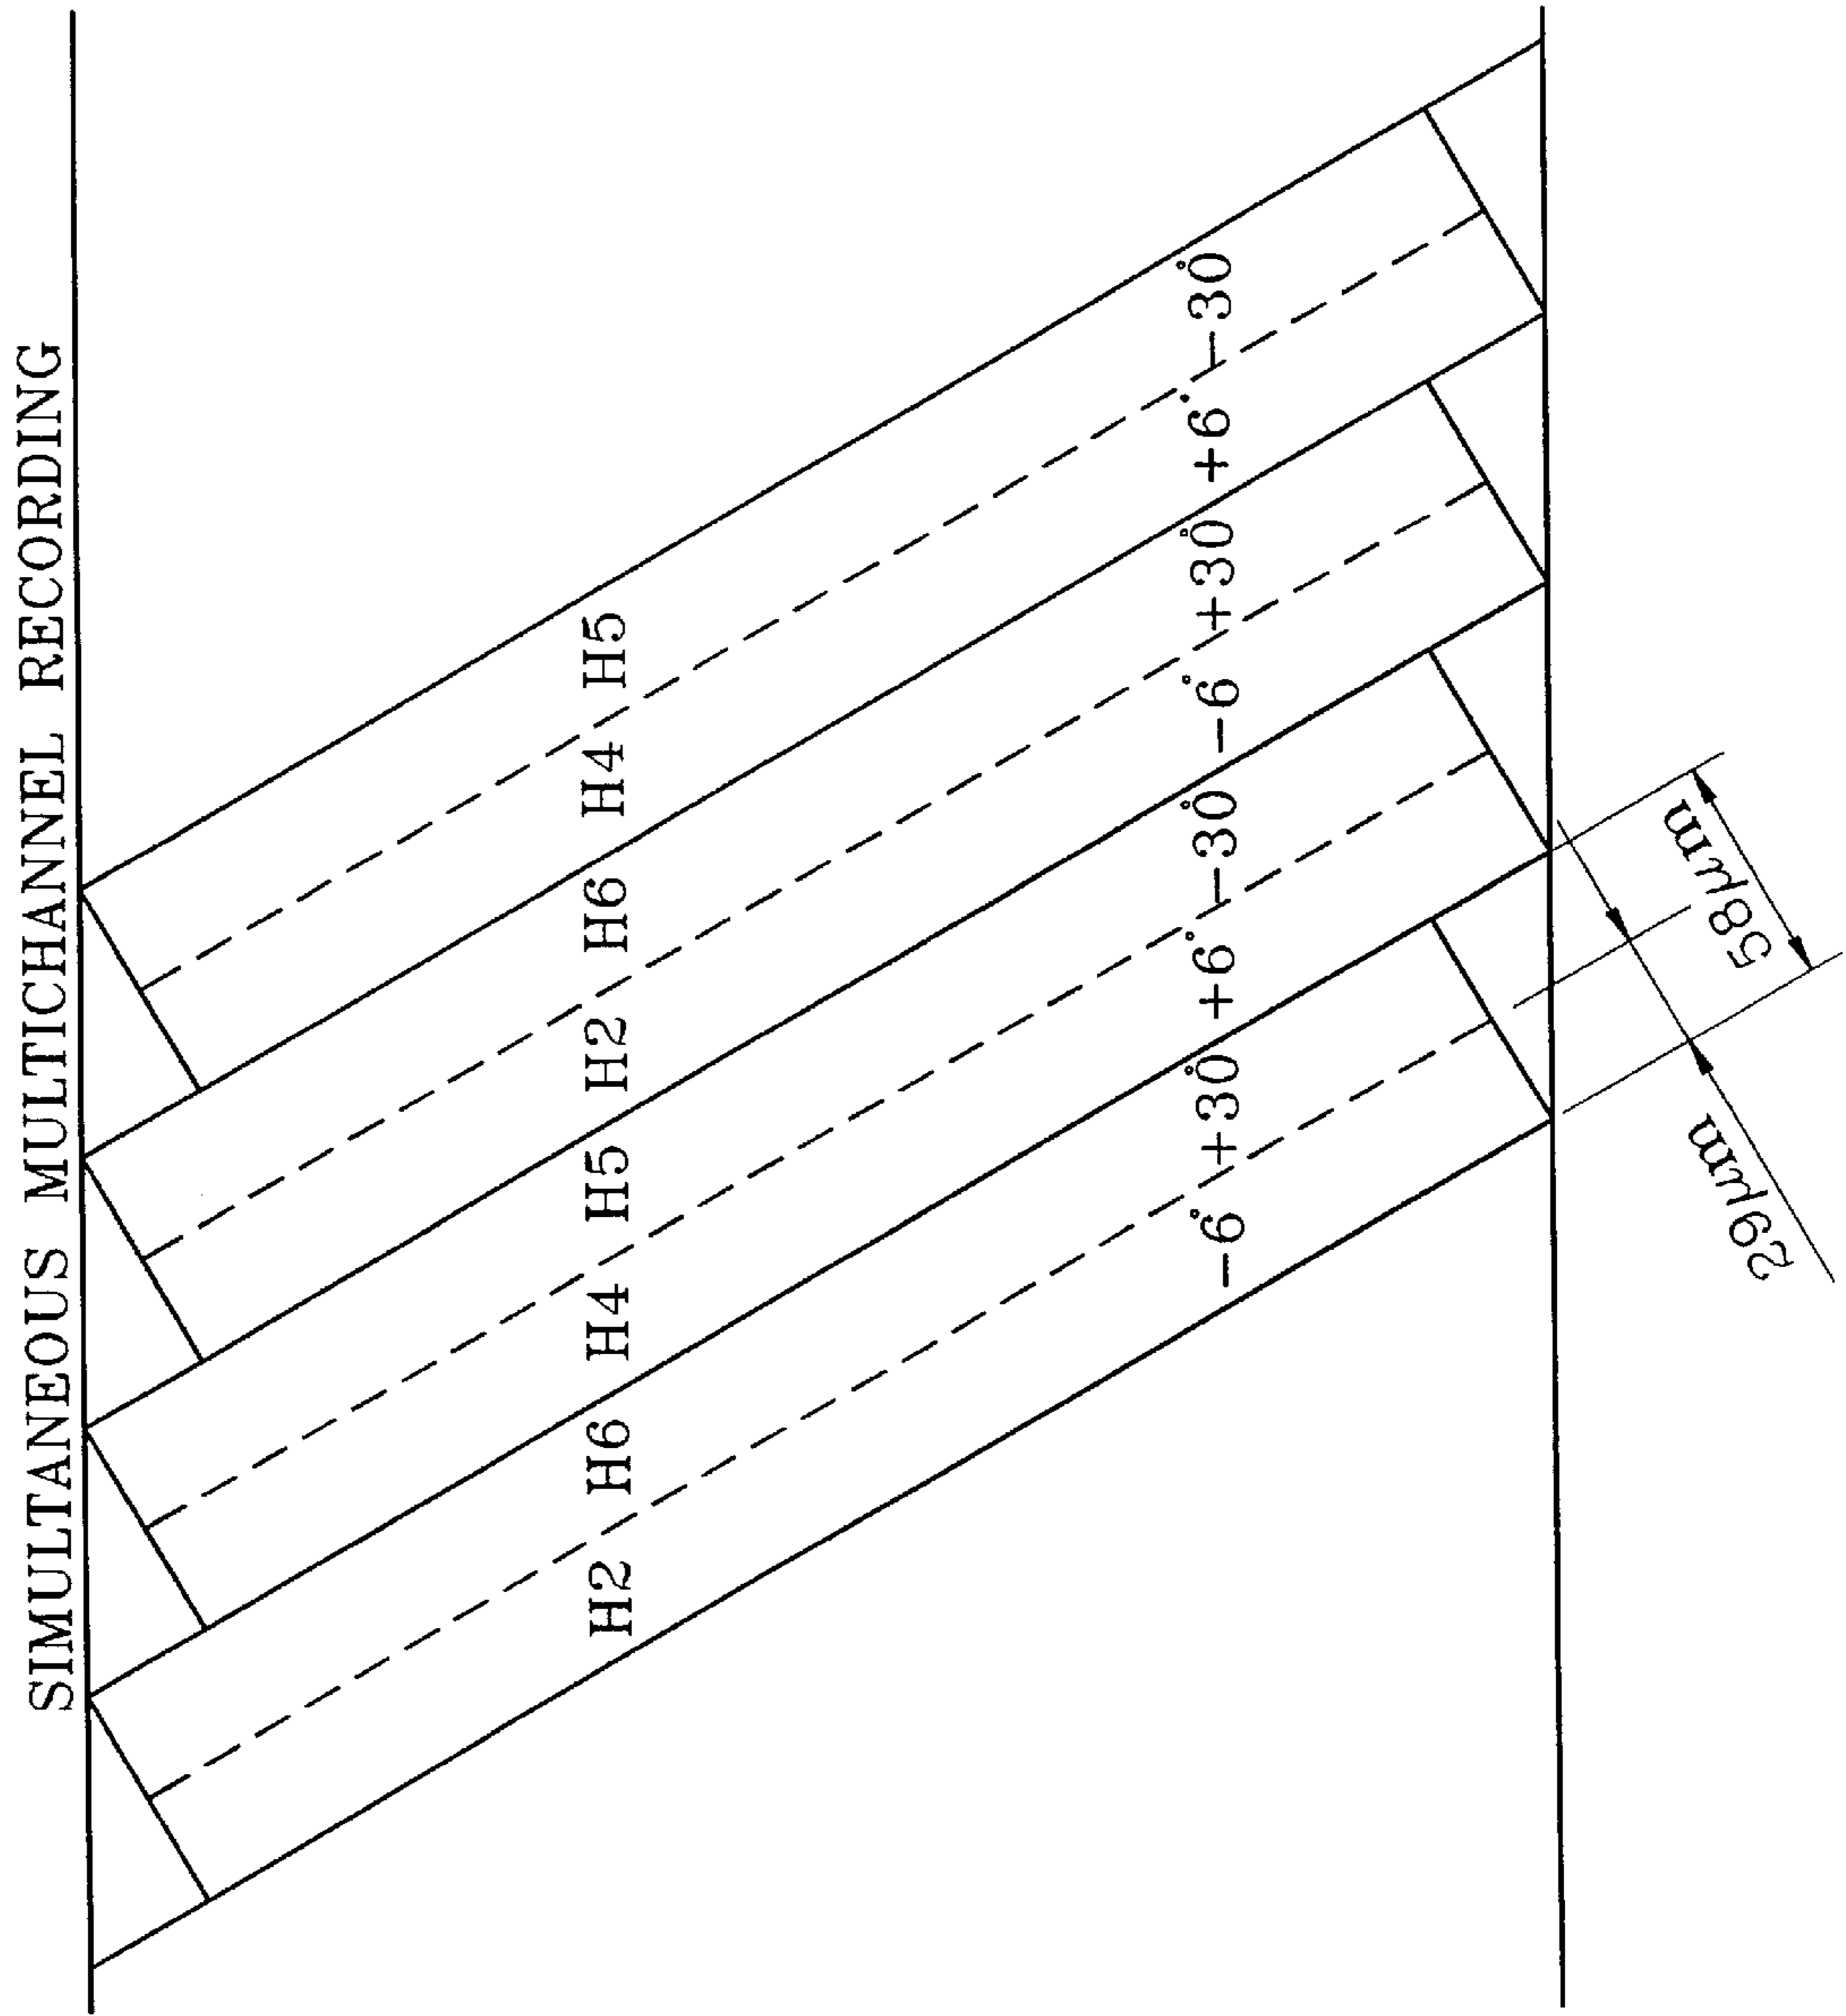 SIMULTANEOUS MULTICHANNEL RECORDING
H2 H6 H4 H5 H2 H6 H4 H5
−6° +30° +6° −30° −6° +30° +6° −30°
29μm
58μm